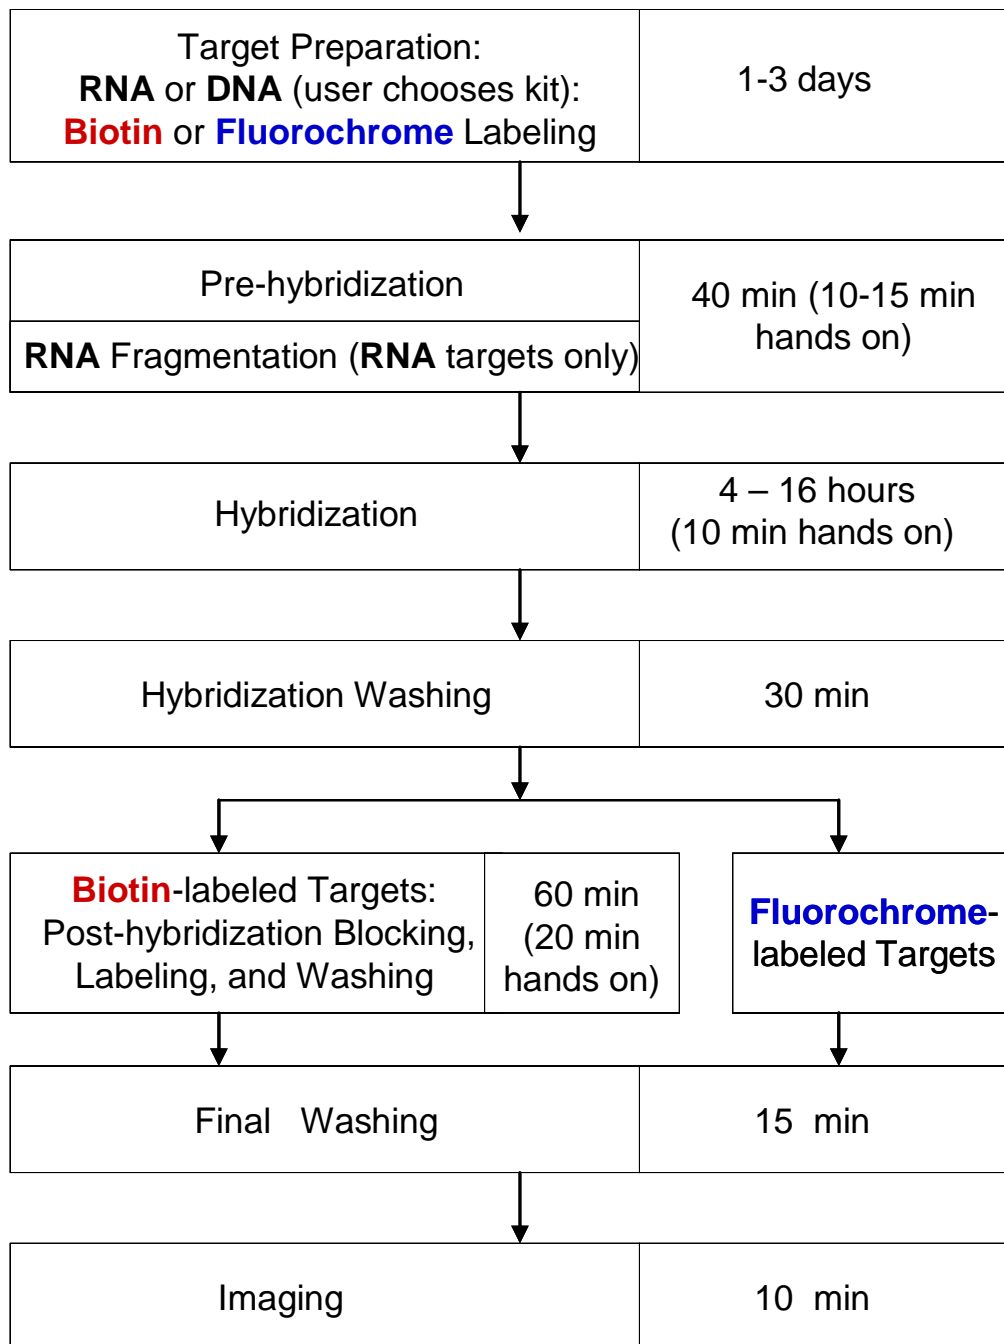 Target Preparation:
RNA or DNA (user chooses kit):
Biotin or Fluorochrome Labeling
1-3 days
Pre-hybridization
RNA Fragmentation (RNA targets only)
40 min (10-15 min
hands on)
Hybridization
4 – 16 hours
(10 min hands on)
Hybridization Washing
30 min
Biotin-labeled Targets:
Post-hybridization Blocking,
Labeling, and Washing
60 min
(20 min
hands on)
Fluorochrome-
labeled Targets
Final Washing
15 min
Imaging
10 min